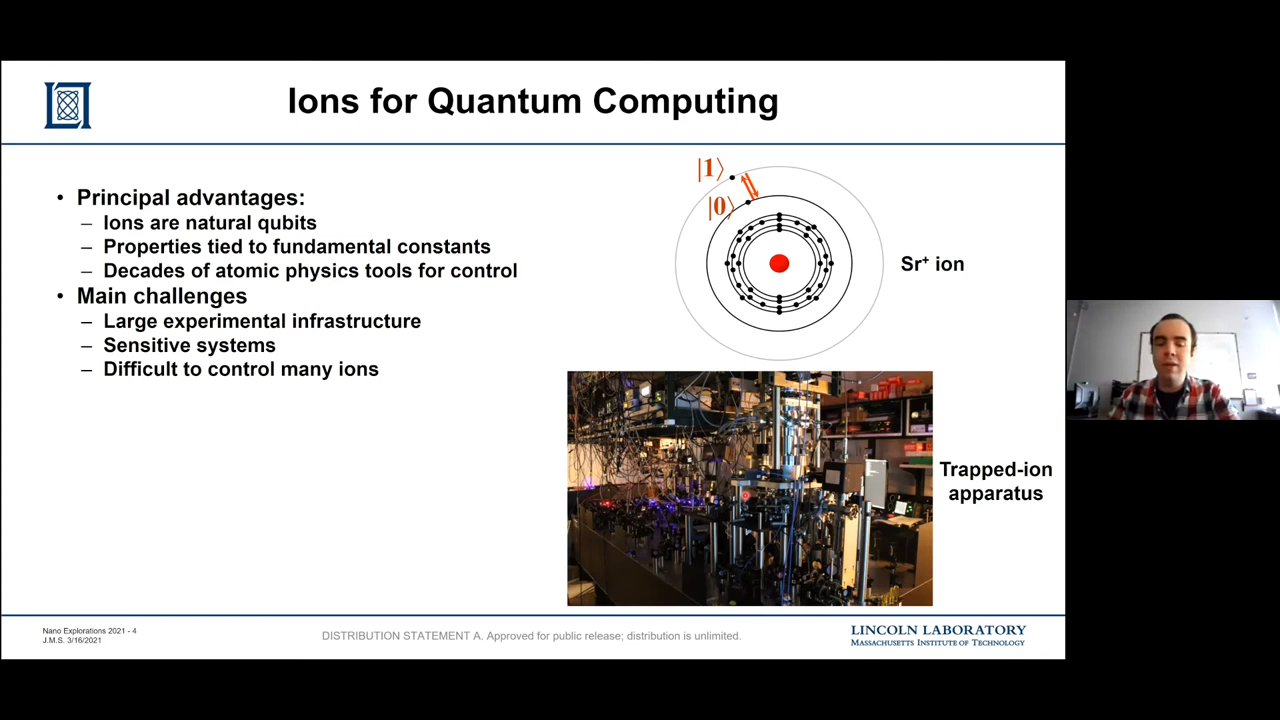 Ions for Quantum Computing
• Principal advantages:
– Ions are natural qubits
– Properties tied to fundamental constants
– Decades of atomic physics tools for control
• Main challenges
– Large experimental infrastructure
– Sensitive systems
– Difficult to control many ions
|1⟩
|0⟩
Sr⁺ ion
Trapped-ion
apparatus
Nano Explorations 2021 - 4
J.M.S. 3/16/2021
DISTRIBUTION STATEMENT A. Approved for public release; distribution is unlimited.
LINCOLN LABORATORY
MASSACHUSETTS INSTITUTE OF TECHNOLOGY